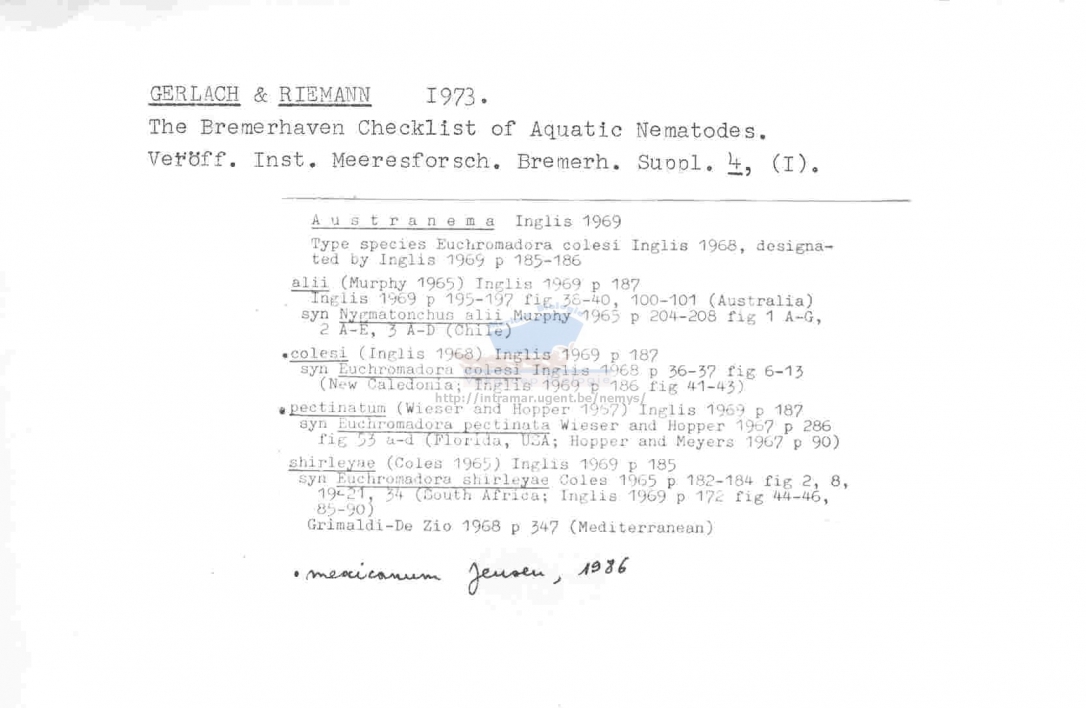 GERLACH & RIEMANN I973.
The Bremerhaven Checklist of Aquatic Nematodes.
Veröff. Inst. Meeresforsch. Bremerh. Suppl. 4, (I).
Austranema Inglis 1969
Type species Euchromadora colesi Inglis 1968, designa-
ted by Inglis 1969 p 185-186
alii (Murphy 1965) Inglis 1969 p 187
Inglis 1969 p 195-197 fig 38-40, 100-101 (Australia)
syn Nygmatonchus alii Murphy 1965 p 204-208 fig 1 A-G,
2 A-E, 3 A-D (Chile)
•colesi (Inglis 1968) Inglis 1969 p 187
syn Euchromadora colesi Inglis 1968 p 36-37 fig 6-13
(New Caledonia; Inglis 1969 p 186 fig 41-43)
http://intramar.ugent.be/nemys/
•pectinatum (Wieser and Hopper 1967) Inglis 1969 p 187
syn Euchromadora pectinata Wieser and Hopper 1967 p 286
fig 53 a-d (Florida, USA; Hopper and Meyers 1967 p 90)
shirleyae (Coles 1965) Inglis 1969 p 185
syn Euchromadora shirleyae Coles 1965 p 182-184 fig 2, 8,
19-21, 34 (South Africa; Inglis 1969 p 172 fig 44-46,
85-90)
Grimaldi-De Zio 1968 p 347 (Mediterranean)
• mexicanum Jensen, 1986